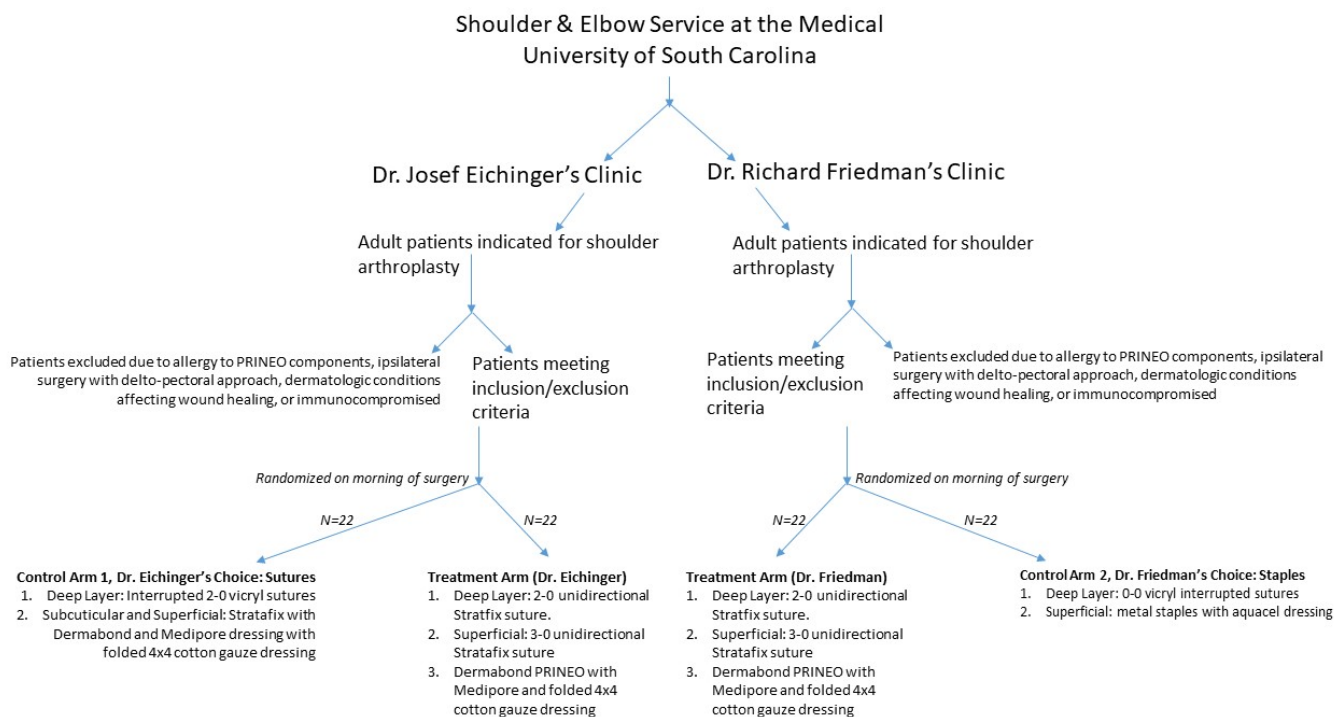 Shoulder & Elbow Service at the Medical
University of South Carolina
Dr. Josef Eichinger's Clinic
Dr. Richard Friedman's Clinic
Adult patients indicated for shoulder
arthroplasty
Adult patients indicated for shoulder
arthroplasty
Patients excluded due to allergy to PRINEO components, ipsilateral
surgery with delto-pectoral approach, dermatologic conditions
affecting wound healing, or immunocompromised
Patients meeting
inclusion/exclusion
criteria
Patients meeting
inclusion/exclusion
criteria
Patients excluded due to allergy to PRINEO components, ipsilateral
surgery with delto-pectoral approach, dermatologic conditions
affecting wound healing, or immunocompromised
Randomized on morning of surgery
Randomized on morning of surgery
N=22
N=22
N=22
N=22
Control Arm 1, Dr. Eichinger's Choice: Sutures
1. Deep Layer: Interrupted 2-0 vicryl sutures
2. Subcuticular and Superficial: Stratafix with
Dermabond and Medipore dressing with
folded 4x4 cotton gauze dressing
Treatment Arm (Dr. Eichinger)
1. Deep Layer: 2-0 unidirectional
Stratfix suture.
2. Superficial: 3-0 unidirectional
Stratafix suture
3. Dermabond PRINEO with
Medipore and folded 4x4
cotton gauze dressing
Treatment Arm (Dr. Friedman)
1. Deep Layer: 2-0 unidirectional
Stratfix suture.
2. Superficial: 3-0 unidirectional
Stratafix suture
3. Dermabond PRINEO with
Medipore and folded 4x4
cotton gauze dressing
Control Arm 2, Dr. Friedman's Choice: Staples
1. Deep Layer: 0-0 vicryl interrupted sutures
2. Superficial: metal staples with aquacel dressing